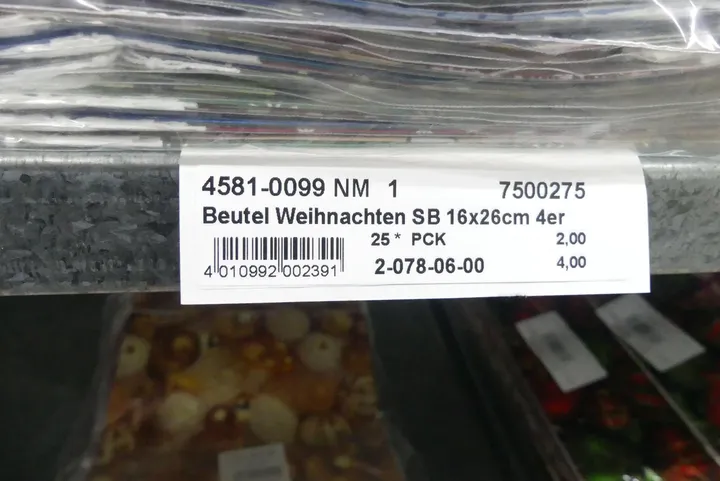 4581-0099 NM 1 7500275
Beutel Weihnachten SB 16x26cm 4er
25 * PCK 2,00
4 010992 002391 2-078-06-00 4,00